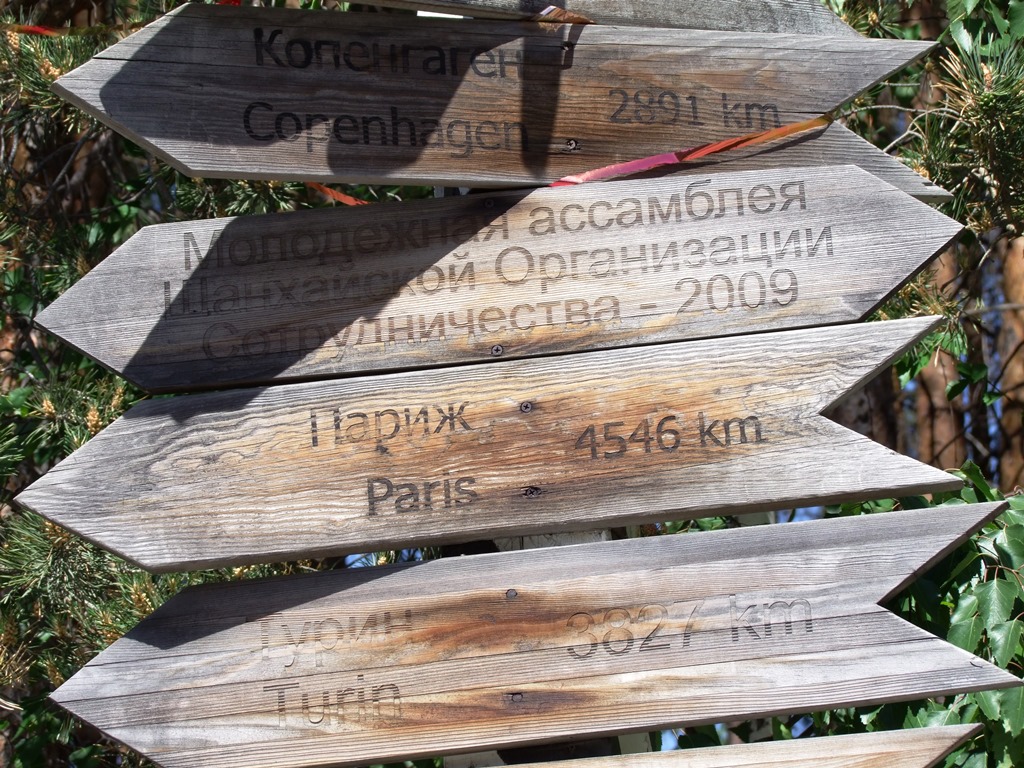 Копенгаген
Copenhagen 2891 km
Молодежная ассамблея
Шанхайской Организации
Сотрудничества - 2009
Париж
4546 km
Paris
Турин
3827 km
Turin